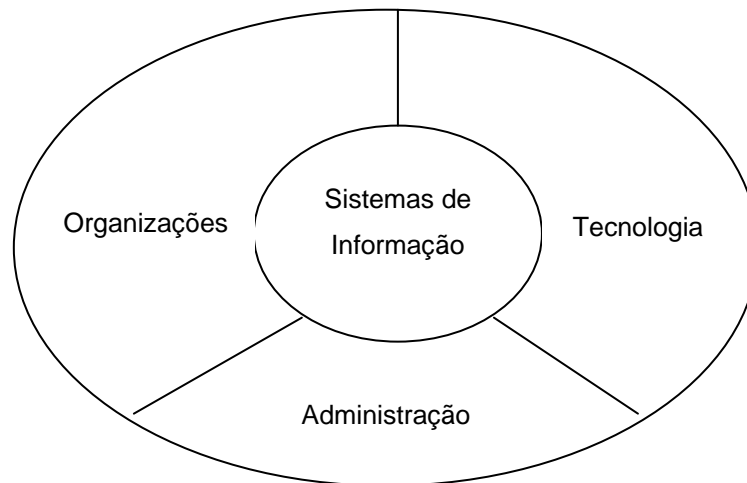 Organizações
Sistemas de
Informação
Tecnologia
Administração